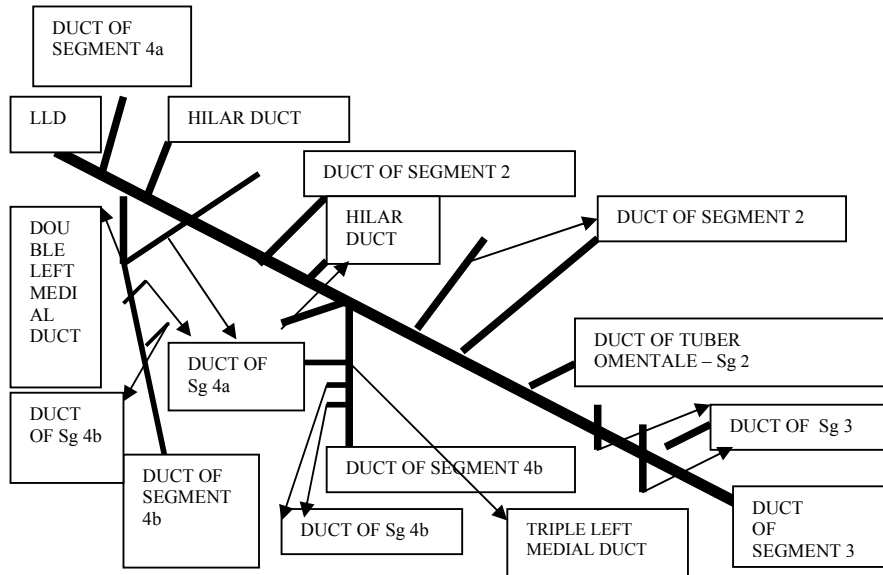 DUCT OF
SEGMENT 4a
LLD
HILAR DUCT
DUCT OF SEGMENT 2
HILAR
DUCT
DUCT OF SEGMENT 2
DOU
BLE
LEFT
MEDI
AL
DUCT
DUCT OF
Sg 4a
DUCT OF TUBER
OMENTALE – Sg 2
DUCT
OF Sg 4b
DUCT OF Sg 3
DUCT OF
SEGMENT
4b
DUCT OF SEGMENT 4b
DUCT OF Sg 4b
TRIPLE LEFT
MEDIAL DUCT
DUCT
OF
SEGMENT 3